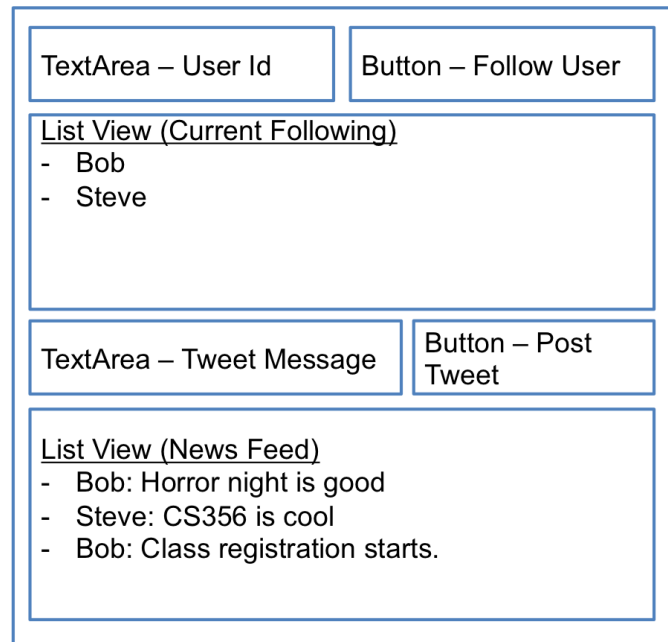 TextArea – User Id
Button – Follow User
List View (Current Following)
- Bob
- Steve
TextArea – Tweet Message
Button – Post
Tweet
List View (News Feed)
- Bob: Horror night is good
- Steve: CS356 is cool
- Bob: Class registration starts.